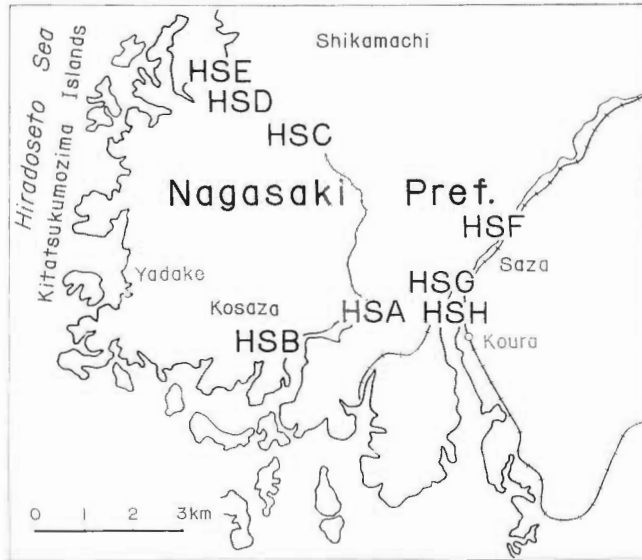 Shikamachi
Hiradoseto Sea
Kitatsukumozima Islands
HSE
HSD
HSC
Nagasaki Pref.
HSF
Saza
Yadake
HSG
Kosaza
HSA
HSH
HSB
Koura
0 1 2 3km